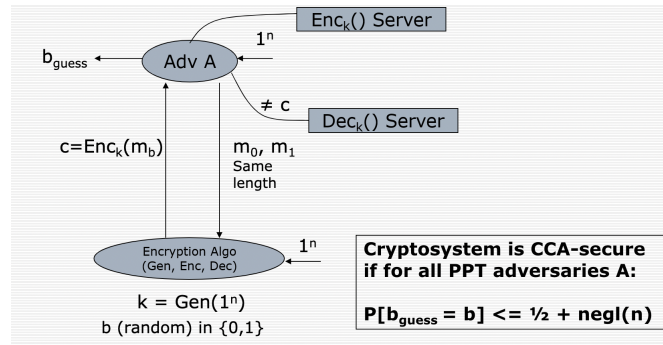 Enc_k() Server
1^n
b_guess
Adv A
≠ c
Dec_k() Server
c=Enc_k(m_b)
m_0, m_1
Same
length
1^n
Encryption Algo
(Gen, Enc, Dec)
k = Gen(1^n)
b (random) in {0,1}
Cryptosystem is CCA-secure
if for all PPT adversaries A:
P[b_guess = b] <= ½ + negl(n)